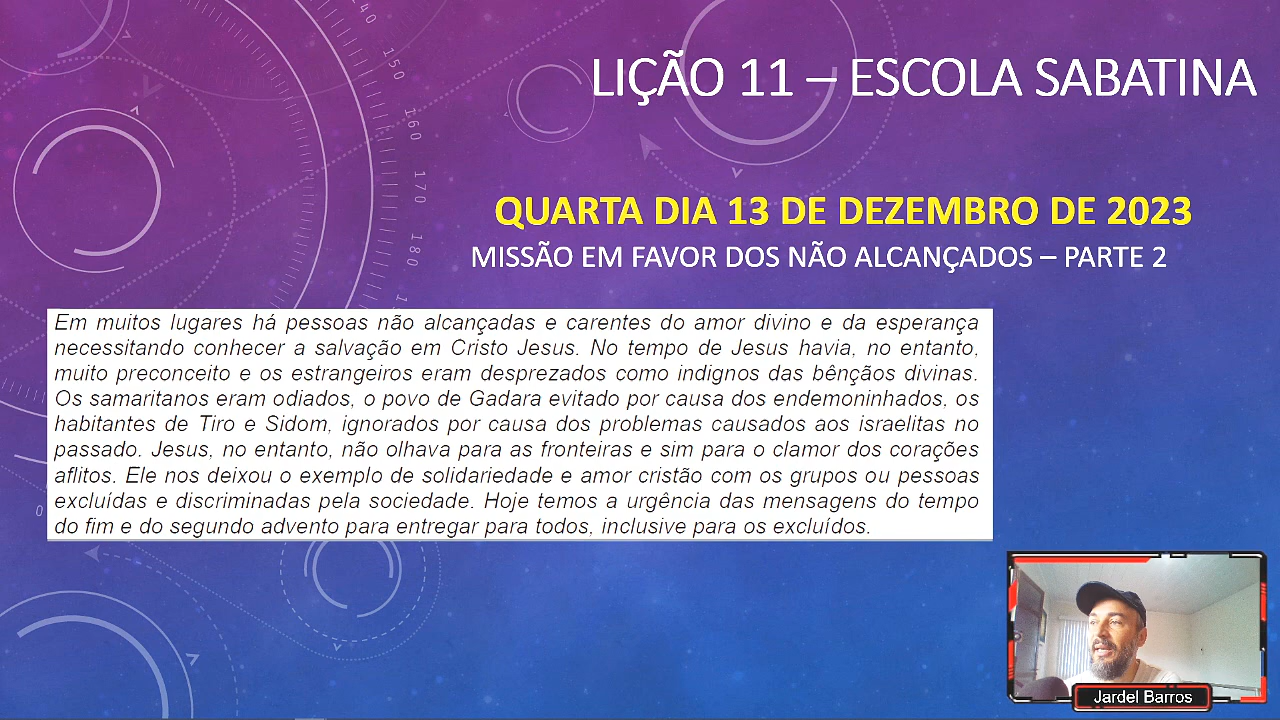 LIÇÃO 11 – ESCOLA SABATINA
QUARTA DIA 13 DE DEZEMBRO DE 2023
MISSÃO EM FAVOR DOS NÃO ALCANÇADOS – PARTE 2
Em muitos lugares há pessoas não alcançadas e carentes do amor divino e da esperança
necessitando conhecer a salvação em Cristo Jesus. No tempo de Jesus havia, no entanto,
muito preconceito e os estrangeiros eram desprezados como indignos das bênçãos divinas.
Os samaritanos eram odiados, o povo de Gadara evitado por causa dos endemoninhados, os
habitantes de Tiro e Sidom, ignorados por causa dos problemas causados aos israelitas no
passado. Jesus, no entanto, não olhava para as fronteiras e sim para o clamor dos corações
aflitos. Ele nos deixou o exemplo de solidariedade e amor cristão com os grupos ou pessoas
excluídas e discriminadas pela sociedade. Hoje temos a urgência das mensagens do tempo
do fim e do segundo advento para entregar para todos, inclusive para os excluídos.
Jardel Barros
140
150
160
170
180
0